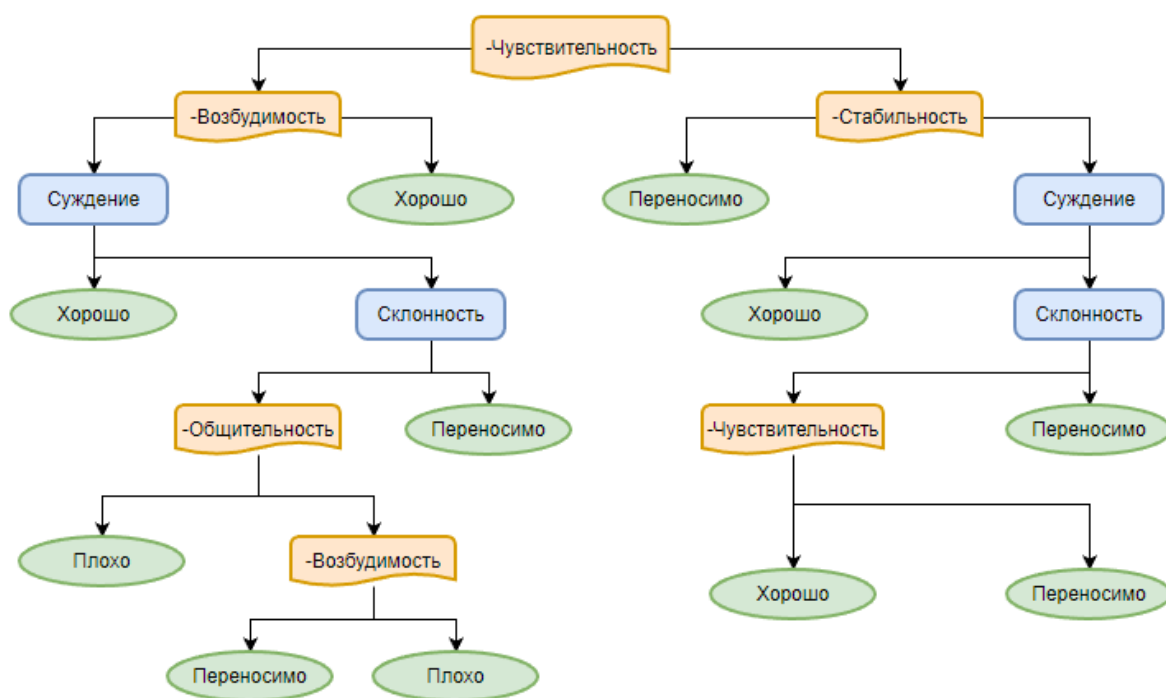 -Чувствительность
-Возбудимость
-Стабильность
Суждение
Хорошо
Переносимо
Суждение
Хорошо
Склонность
Хорошо
Склонность
-Общительность
Переносимо
-Чувствительность
Переносимо
Плохо
-Возбудимость
Хорошо
Переносимо
Переносимо
Плохо